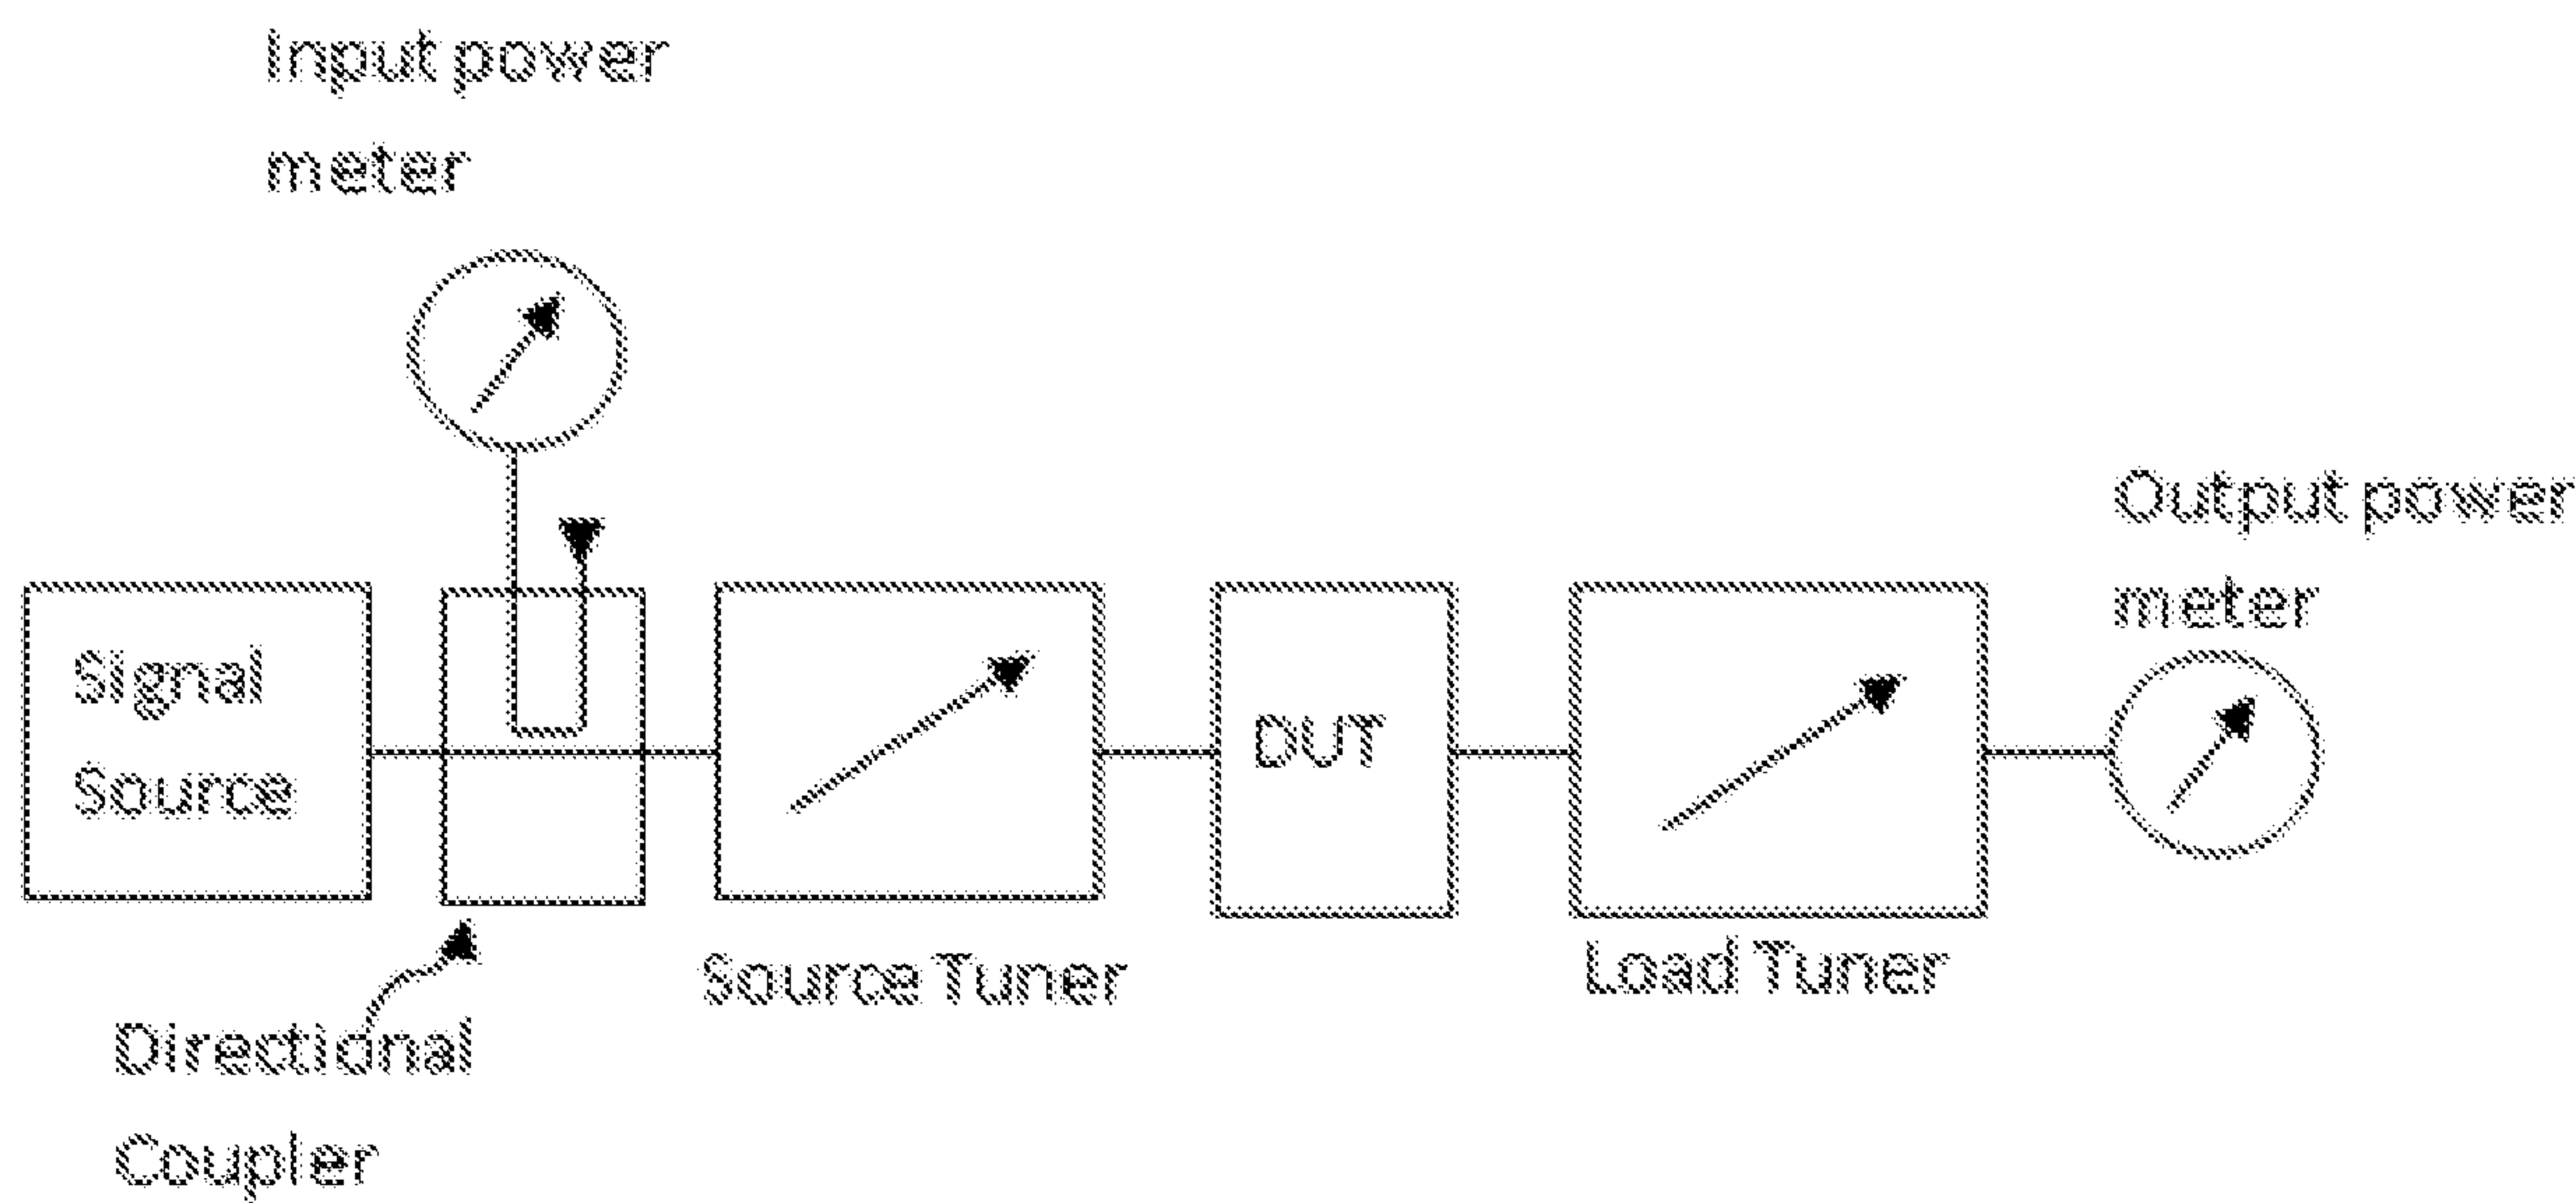 Input power
meter
Output power
meter
Signal
Source
DUT
Source Tuner
Load Tuner
Directional
Coupler